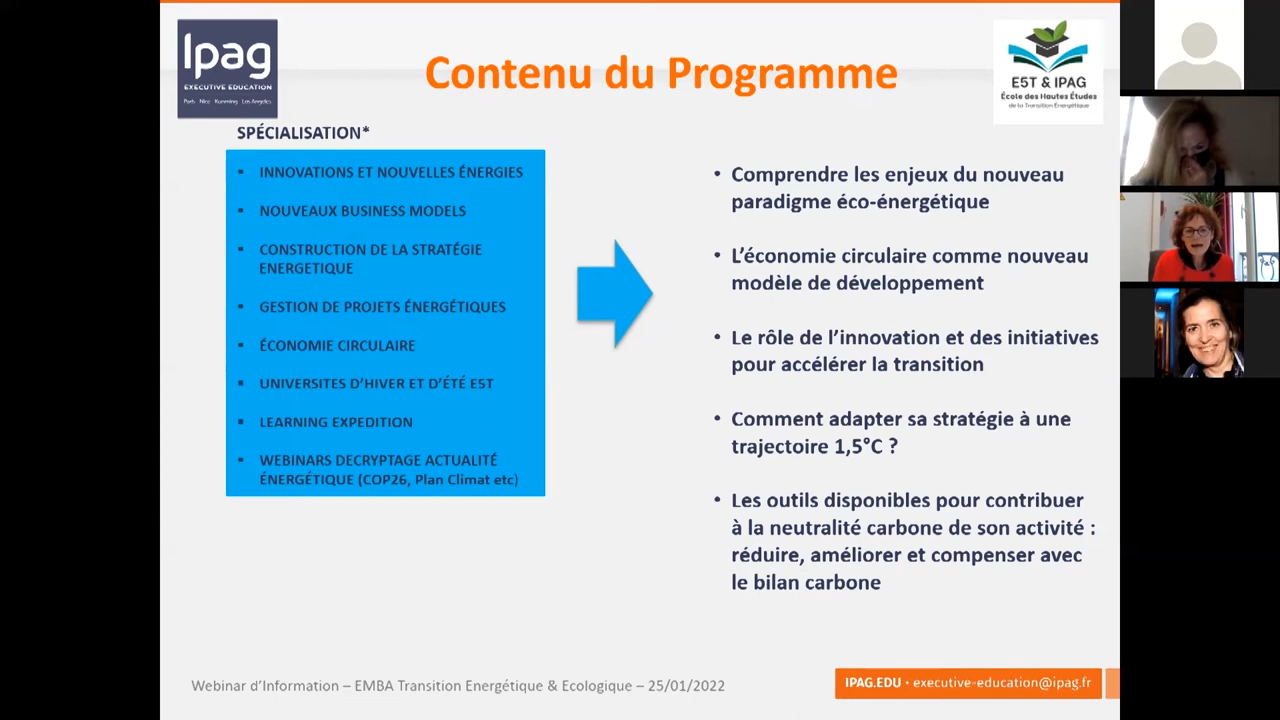 Ipag
EXECUTIVE EDUCATION
Paris Nice Kunming Los Angeles
Contenu du Programme
E5T & IPAG
École des Hautes Études
de la Transition Énergétique
SPÉCIALISATION*
▪ INNOVATIONS ET NOUVELLES ÉNERGIES
▪ NOUVEAUX BUSINESS MODELS
▪ CONSTRUCTION DE LA STRATÉGIE
ENERGETIQUE
▪ GESTION DE PROJETS ÉNERGÉTIQUES
▪ ÉCONOMIE CIRCULAIRE
▪ UNIVERSITES D’HIVER ET D’ÉTÉ E5T
▪ LEARNING EXPEDITION
▪ WEBINARS DECRYPTAGE ACTUALITÉ
ÉNERGÉTIQUE (COP26, Plan Climat etc)
• Comprendre les enjeux du nouveau
paradigme éco-énergétique
• L’économie circulaire comme nouveau
modèle de développement
• Le rôle de l’innovation et des initiatives
pour accélérer la transition
• Comment adapter sa stratégie à une
trajectoire 1,5°C ?
• Les outils disponibles pour contribuer
à la neutralité carbone de son activité :
réduire, améliorer et compenser avec
le bilan carbone
Webinar d’Information – EMBA Transition Energétique & Ecologique – 25/01/2022
IPAG.EDU • executive-education@ipag.fr